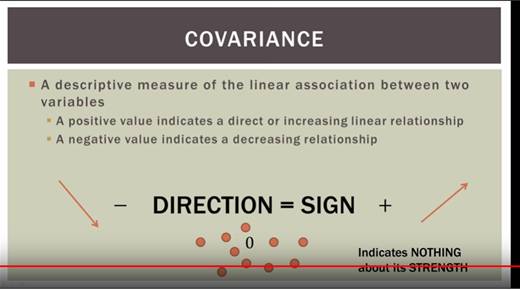 COVARIANCE
A descriptive measure of the linear association between two
variables
A positive value indicates a direct or increasing linear relationship
A negative value indicates a decreasing relationship
− DIRECTION = SIGN +
0
Indicates NOTHING
about its STRENGTH